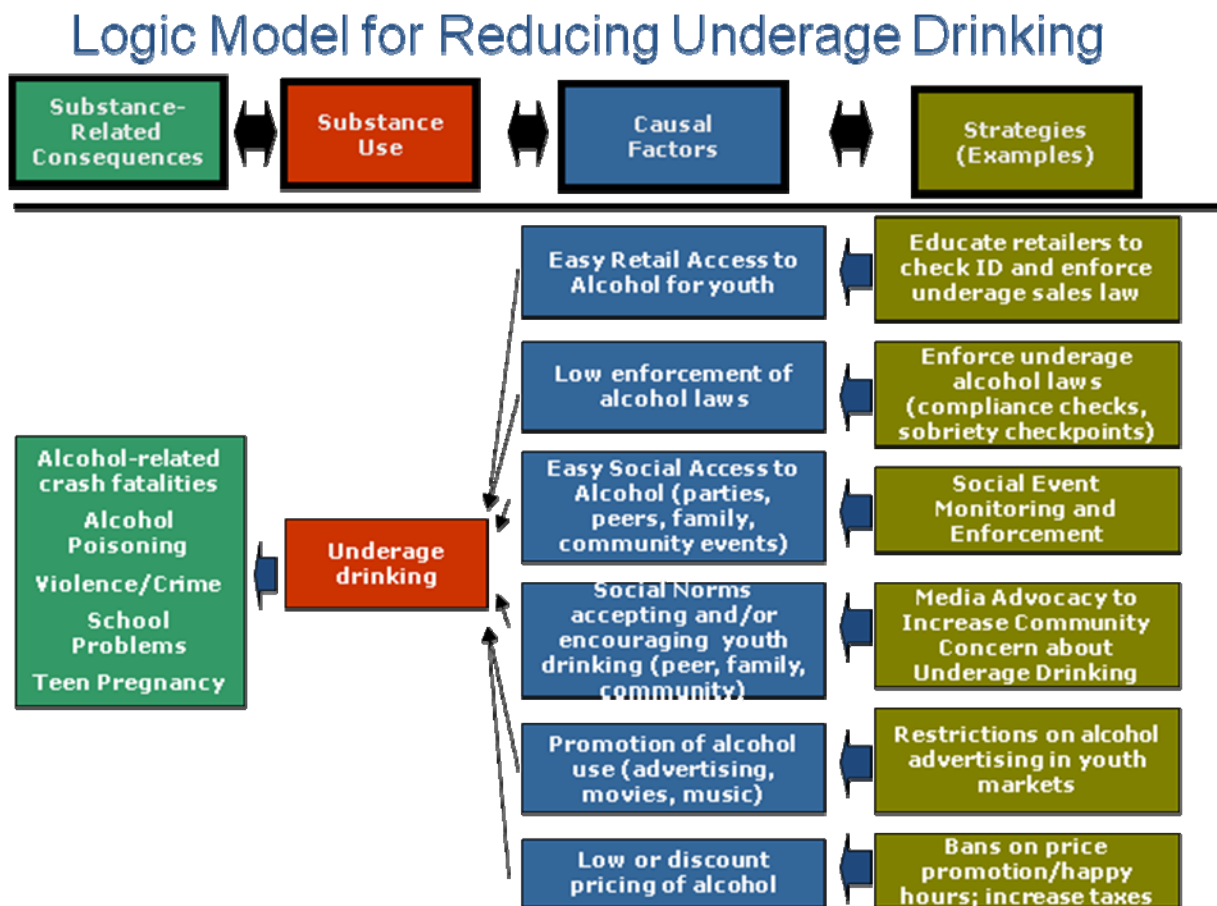 Logic Model for Reducing Underage Drinking
Substance-
Related
Consequences
Substance
Use
Causal
Factors
Strategies
(Examples)
Easy Retail Access to
Alcohol for youth
Educate retailers to
check ID and enforce
underage sales law
Low enforcement of
alcohol laws
Enforce underage
alcohol laws
(compliance checks,
sobriety checkpoints)
Alcohol-related
crash fatalities
Alcohol
Poisoning
Violence/Crime
School
Problems
Teen Pregnancy
Underage
drinking
Easy Social Access to
Alcohol (parties,
peers, family,
community events)
Social Event
Monitoring and
Enforcement
Social Norms
accepting and/or
encouraging youth
drinking (peer, family,
community)
Media Advocacy to
Increase Community
Concern about
Underage Drinking
Promotion of alcohol
use (advertising,
movies, music)
Restrictions on alcohol
advertising in youth
markets
Low or discount
pricing of alcohol
Bans on price
promotion/happy
hours; increase taxes